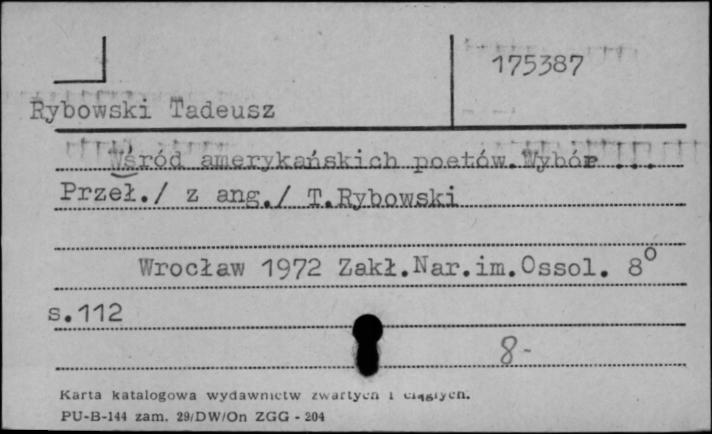 175387
Rybowski Tadeusz
Wśród amerykańskich poetów.Wybór ...
Przeł./ z ang./ T.Rybowski
Wrocław 1972 Zakł.Nar.im.Ossol. 8°
s.112
8-
Karta katalogowa wydawnictw zwartych i ciągłych.
PU-B-144 zam. 29/DW/On ZGG - 204